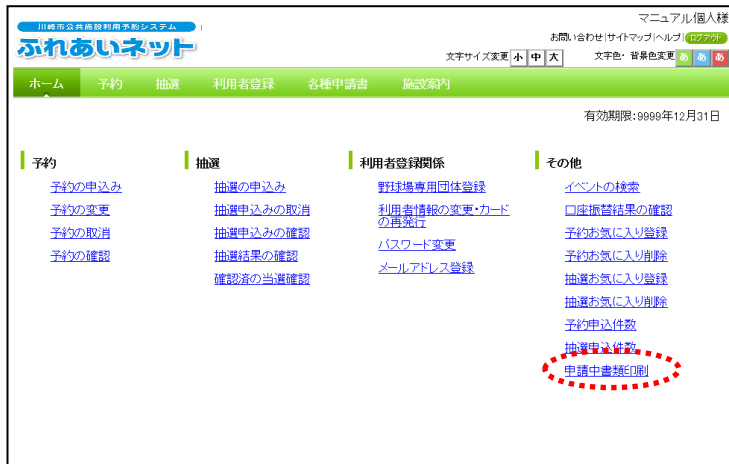 川崎市公共施設利用予約システム
ふれあいネット
マニュアル個人様
お問い合わせ|サイトマップ|ヘルプ|ログアウト
文字サイズ変更 小 中 大 文字色・背景色変更 あ あ あ
ホーム 予約 抽選 利用者登録 各種申請書 施設案内
有効期限:9999年12月31日
予約
予約の申込み
予約の変更
予約の取消
予約の確認
抽選
抽選の申込み
抽選申込みの取消
抽選申込みの確認
抽選結果の確認
確認済の当選確認
利用者登録関係
野球場専用団体登録
利用者情報の変更・カード
の再発行
パスワード変更
メールアドレス登録
その他
イベントの検索
口座振替結果の確認
予約お気に入り登録
予約お気に入り削除
抽選お気に入り登録
抽選お気に入り削除
予約申込件数
抽選申込件数
申請中書類印刷